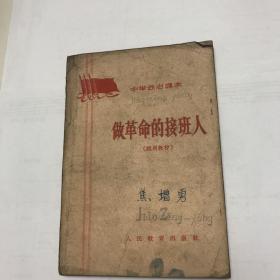 中学政治课本
做革命的接班人
（试用教材）
焦增勇
Jiao Zeng-yong
人民教育出版社